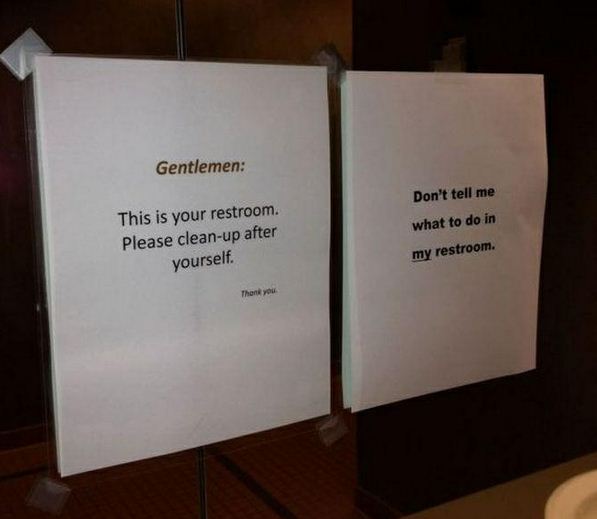 Gentlemen:
This is your restroom.
Please clean-up after
yourself.
Thank you.
Don't tell me
what to do in
my restroom.